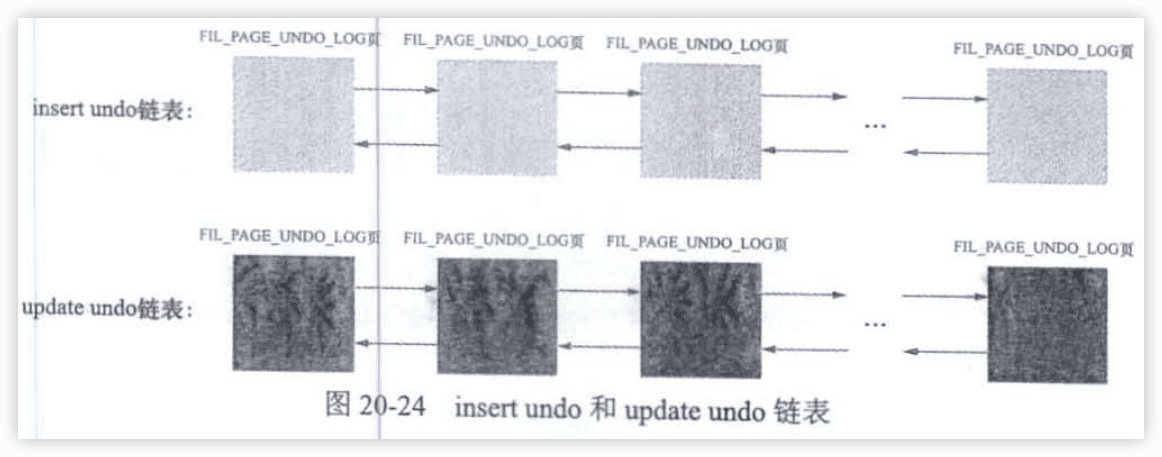 FIL_PAGE_UNDO_LOG页 FIL_PAGE_UNDO_LOG页 FIL_PAGE_UNDO_LOG页 FIL_PAGE_UNDO_LOG页
insert undo链表：
...
FIL_PAGE_UNDO_LOG页 FIL_PAGE_UNDO_LOG页 FIL_PAGE_UNDO_LOG页 FIL_PAGE_UNDO_LOG页
update undo链表：
...
图 20-24 insert undo 和 update undo 链表